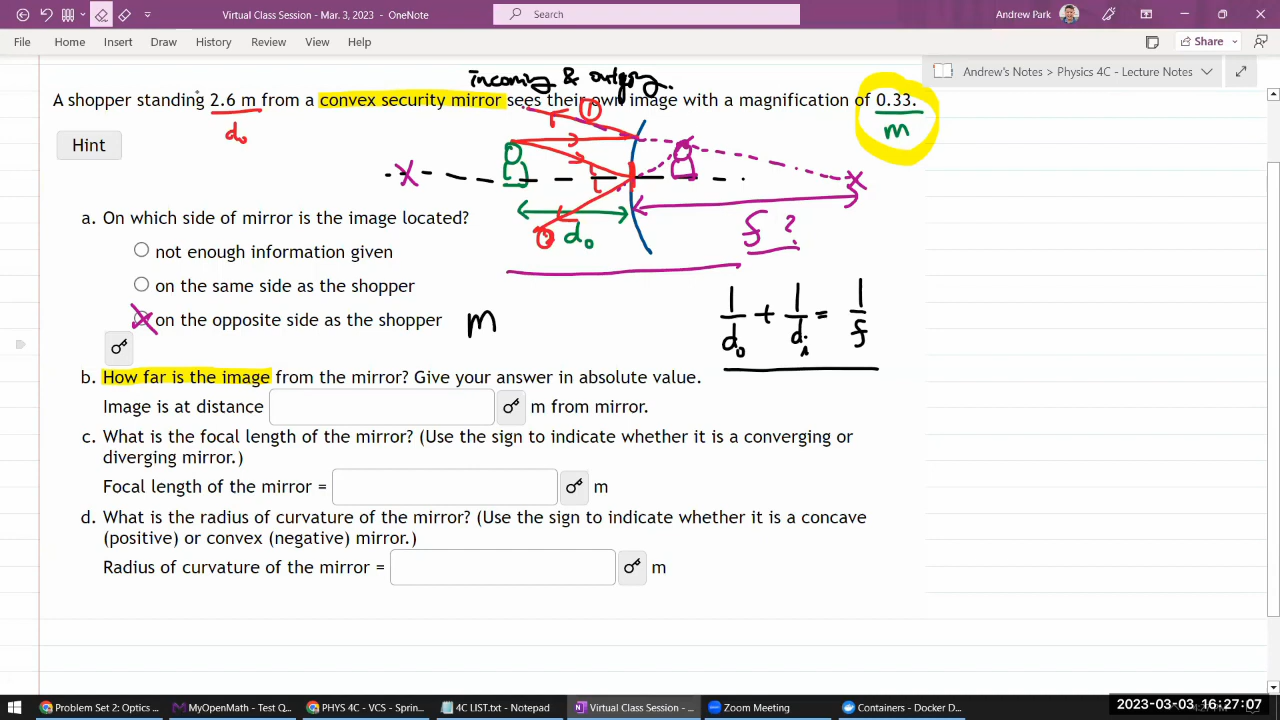 Virtual Class Session - Mar. 3, 2023 - OneNote
Search
Andrew Park
File Home Insert Draw History Review View Help
Share
incoming & outgoing
Andrew's Notes > Physics 4C - Lecture Not
A shopper standing 2.6 m from a convex security mirror sees their own image with a magnification of 0.33.
d₀
①
m
Hint
a. On which side of mirror is the image located?
f ?
② d₀
not enough information given
on the same side as the shopper
on the opposite side as the shopper
m
1/d₀ + 1/dᵢ = 1/f
b. How far is the image from the mirror? Give your answer in absolute value.
Image is at distance m from mirror.
c. What is the focal length of the mirror? (Use the sign to indicate whether it is a converging or
diverging mirror.)
Focal length of the mirror = m
d. What is the radius of curvature of the mirror? (Use the sign to indicate whether it is a concave
(positive) or convex (negative) mirror.)
Radius of curvature of the mirror = m
Problem Set 2: Optics ...
MyOpenMath - Test Q...
PHYS 4C - VCS - Sprin...
4C LIST.txt - Notepad
Virtual Class Session - ...
Zoom Meeting
Containers - Docker D...
2023-03-03 16:27:07